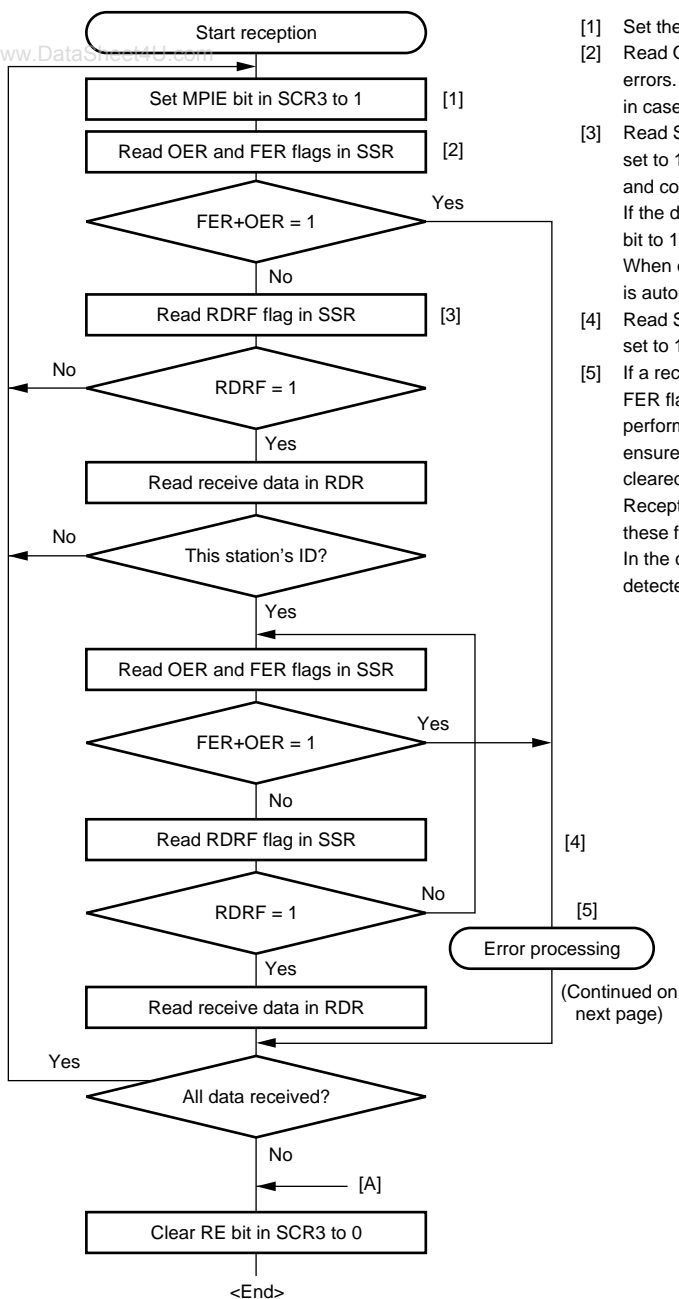 Start reception
ww.DataSheet4U.com
Set MPIE bit in SCR3 to 1
[1]
Read OER and FER flags in SSR
[2]
Yes
FER+OER = 1
No
Read RDRF flag in SSR
[3]
No
RDRF = 1
Yes
Read receive data in RDR
No
This station's ID?
Yes
Read OER and FER flags in SSR
Yes
FER+OER = 1
No
Read RDRF flag in SSR
[4]
No
RDRF = 1
[5]
Error processing
Yes
(Continued on
next page)
Read receive data in RDR
Yes
All data received?
No
[A]
Clear RE bit in SCR3 to 0
<End>
[1] Set the
[2] Read
errors.
in case
[3] Read
set to 1
and
If the
bit to 1
When
is
[4] Read
set to 1
[5] If a
FER
perform
ensure
cleared
these
In the